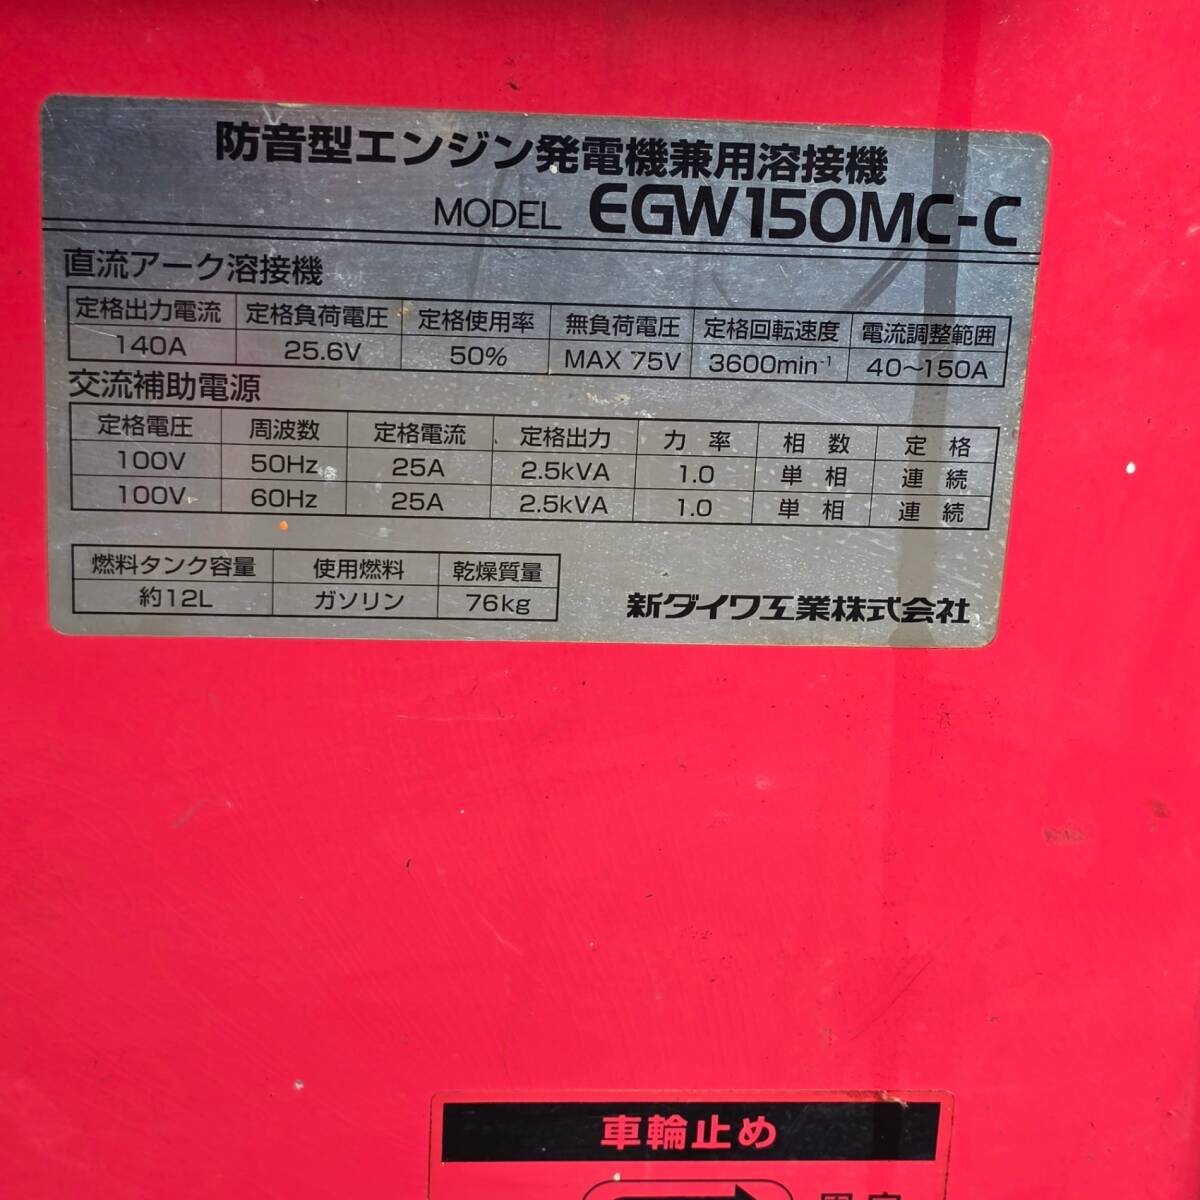 防音型エンジン発電機兼用溶接機
MODEL EGW150MC-C
直流アーク溶接機
定格出力電流 定格負荷電圧 定格使用率 無負荷電圧 定格回転速度 電流調整範囲
140A 25.6V 50% MAX 75V 3600min⁻¹ 40～150A
交流補助電源
定格電圧 周波数 定格電流 定格出力 力 率 相 数 定 格
100V 50Hz 25A 2.5kVA 1.0 単 相 連 続
100V 60Hz 25A 2.5kVA 1.0 単 相 連 続
燃料タンク容量 使用燃料 乾燥質量
約12L ガソリン 76kg
新ダイワ工業株式会社
車輪止め